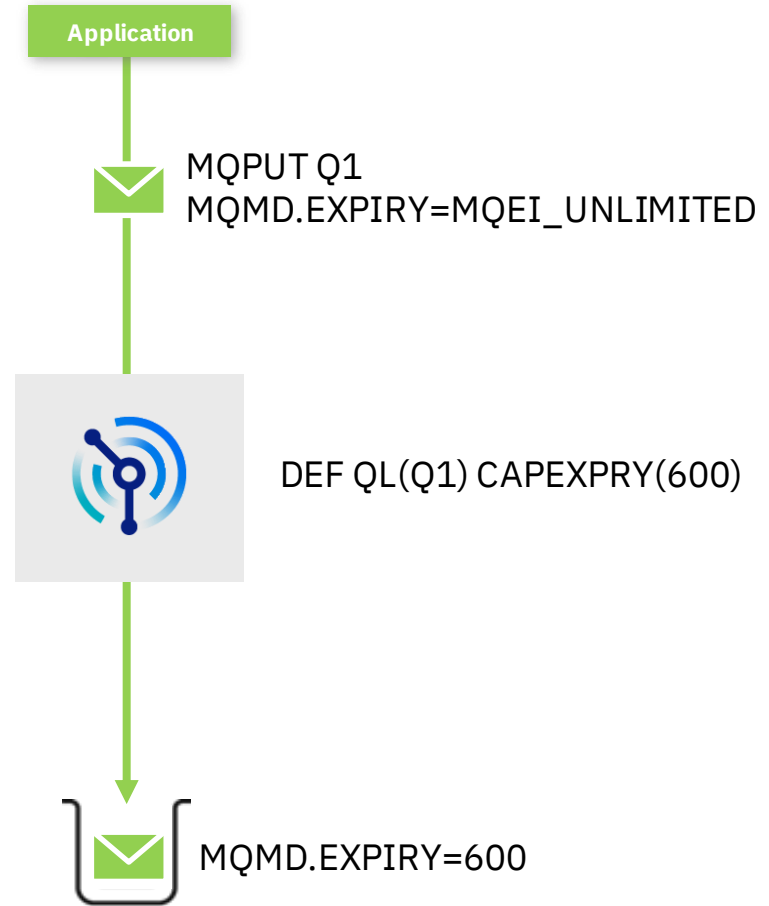 Application
MQPUT Q1
MQMD.EXPIRY=MQEI_UNLIMITED
DEF QL(Q1) CAPEXPRY(600)
MQMD.EXPIRY=600